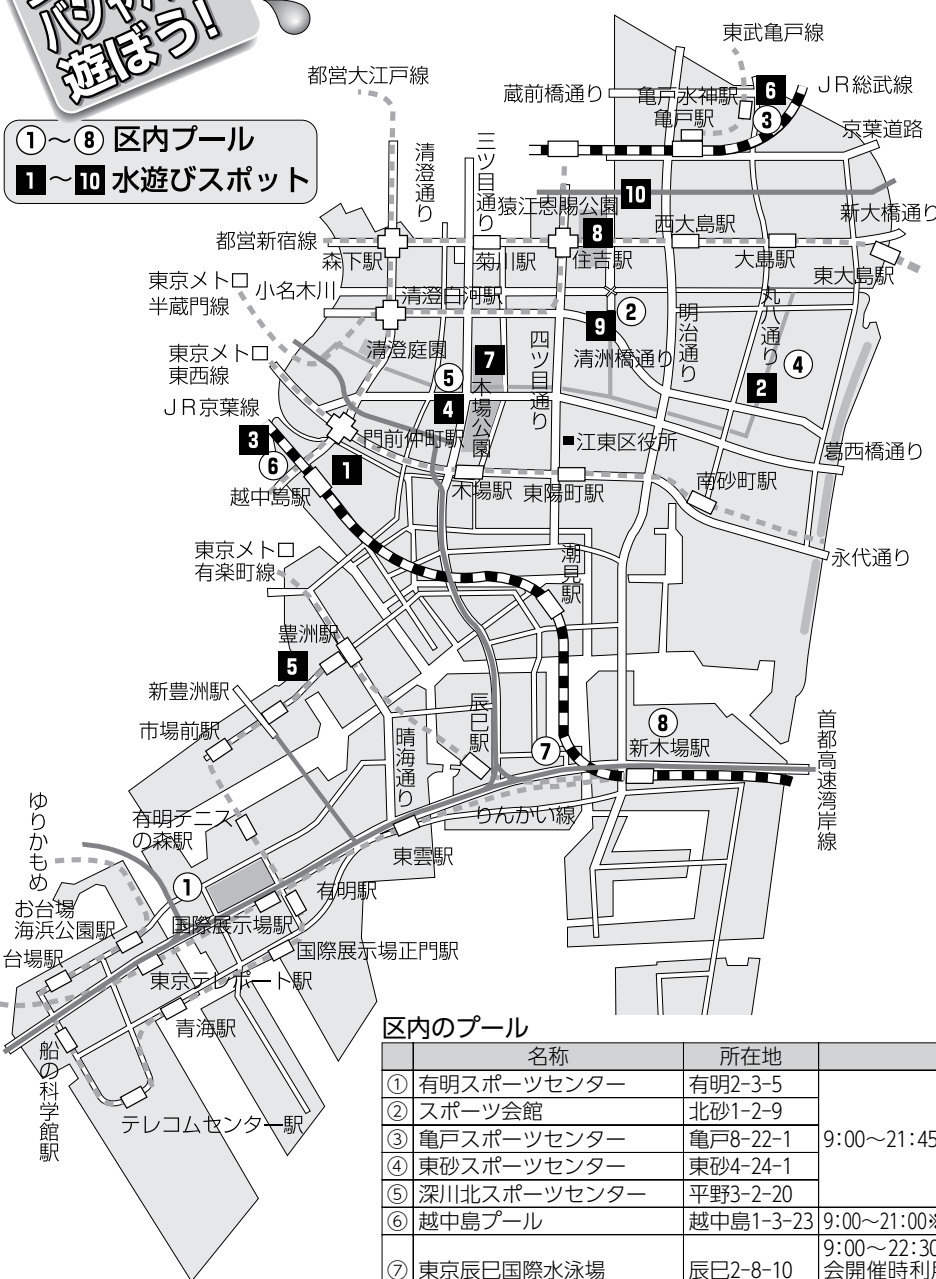 バシャバシャ
遊ぼう！
①～⑧ 区内プール
1～10 水遊びスポット
東武亀戸線
都営大江戸線
蔵前橋通り
亀戸水神駅
6
JR総武線
亀戸駅
③
京葉道路
清澄通り
三ツ目通り
猿江恩賜公園
10
新大橋通り
8
西大島駅
都営新宿線
森下駅
菊川駅
住吉駅
大島駅
東大島駅
東京メトロ
半蔵門線
小名木川
清澄白河駅
②
9
明治通り
丸八通り
四ツ目通り
清洲橋通り
清澄庭園
7
④
東京メトロ
東西線
⑤
2
4
木場公園
JR京葉線
3
門前仲町駅
江東区役所
葛西橋通り
⑥
1
越中島駅
木場駅
東陽町駅
南砂町駅
東京メトロ
有楽町線
潮見駅
永代通り
豊洲駅
5
新豊洲駅
市場前駅
辰巳駅
晴海通り
⑦
⑧
新木場駅
首都高速湾岸線
ゆりかもめ
有明テニス
の森駅
りんかい線
東雲駅
①
有明駅
お台場
海浜公園駅
国際展示場駅
台場駅
国際展示場正門駅
東京テレポート駅
青海駅
船の科学館駅
テレコムセンター駅
区内のプール
名称 所在地
① 有明スポーツセンター 有明2-3-5
② スポーツ会館 北砂1-2-9
③ 亀戸スポーツセンター 亀戸8-22-1 9:00～21:45
④ 東砂スポーツセンター 東砂4-24-1
⑤ 深川北スポーツセンター 平野3-2-20
⑥ 越中島プール 越中島1-3-23 9:00～21:00※
⑦ 東京辰巳国際水泳場 辰巳2-8-10 9:00～22:30
会開催時利用